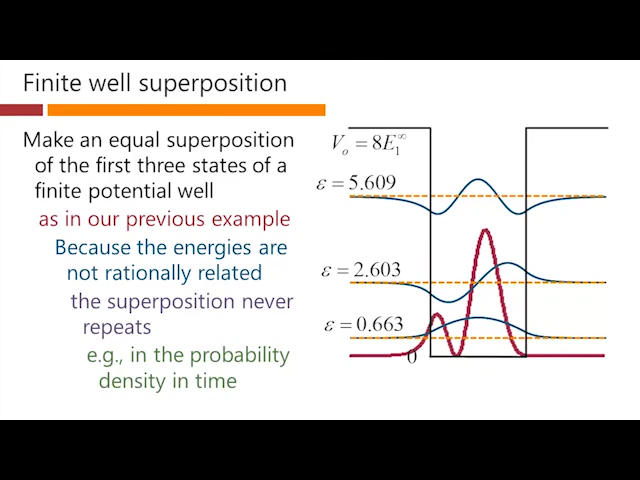 Finite well superposition
Make an equal superposition
of the first three states of a
finite potential well
as in our previous example
Because the energies are
not rationally related
the superposition never
repeats
e.g., in the probability
density in time
V_o = 8E_1^∞
ε = 5.609
ε = 2.603
ε = 0.663
0